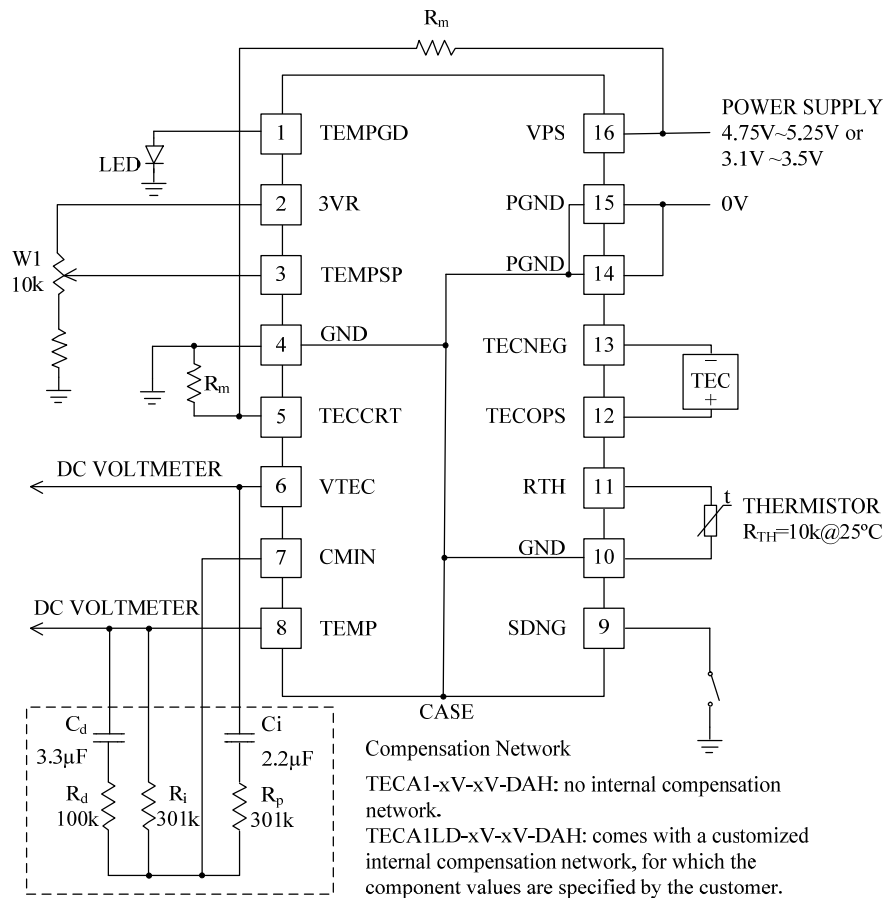 Rm
1 TEMPGD VPS 16
POWER SUPPLY
4.75V~5.25V or
3.1V ~3.5V
LED
2 3VR PGND 15 0V
W1
10k
3 TEMPSP PGND 14
4 GND TECNEG 13
Rm
− TEC +
5 TECCRT TECOPS 12
DC VOLTMETER
6 VTEC RTH 11
t
THERMISTOR
RTH=10k@25ºC
7 CMIN GND 10
DC VOLTMETER
8 TEMP SDNG 9
CASE
Cd
3.3µF
Ci
2.2µF
Rd
100k
Ri
301k
Rp
301k
Compensation Network
TECA1-xV-xV-DAH: no internal compensation
network.
TECA1LD-xV-xV-DAH: comes with a customized
internal compensation network, for which the
component values are specified by the customer.